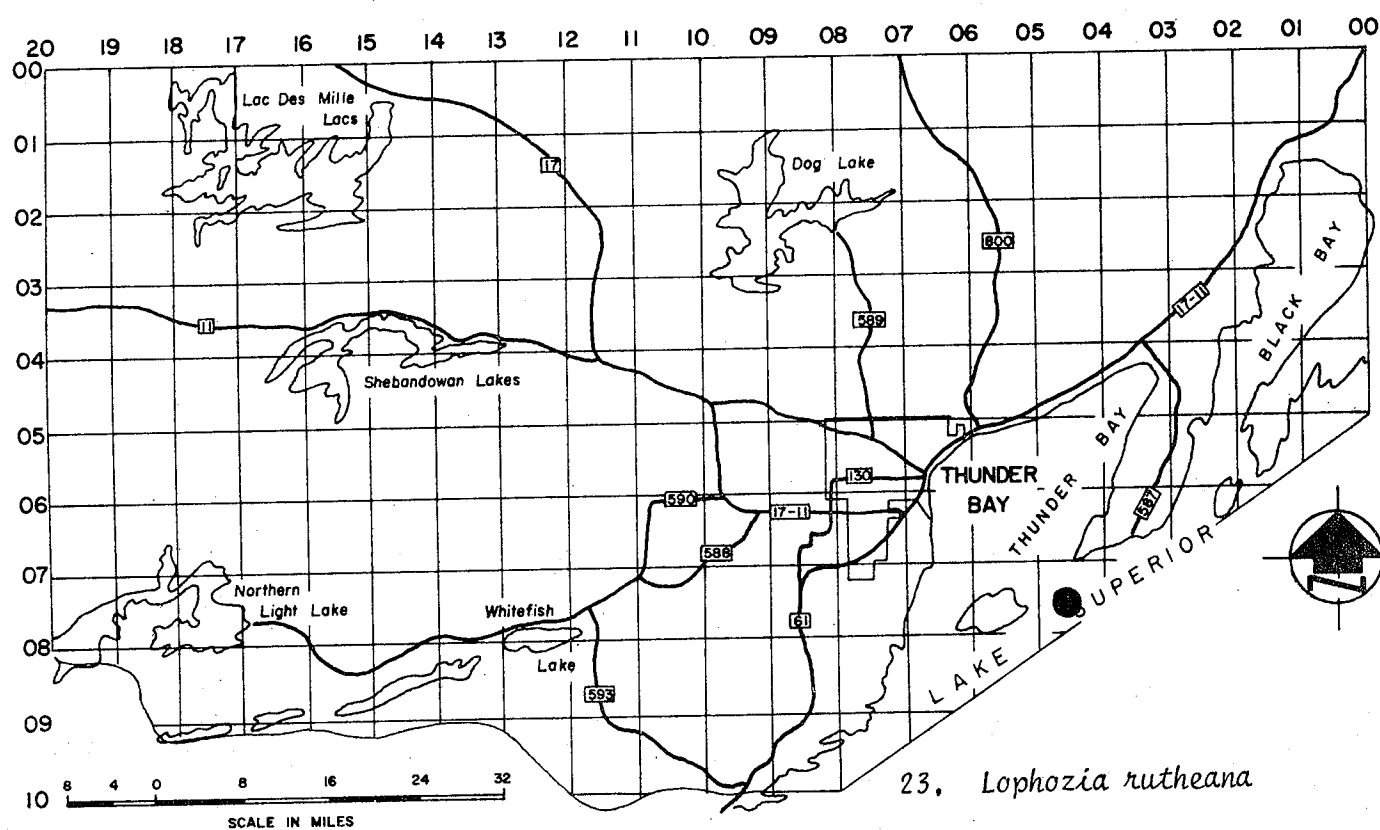 20 19 18 17 16 15 14 13 12 11 10 09 08 07 06 05 04 03 02 01 00
00
01
02
03
04
05
06
07
08
09
10
Lac Des Mille
Lacs
17
Dog Lake
800
589
17-11
BLACK BAY
11
Shebandowan Lakes
THUNDER BAY
130
THUNDER
BAY
590
17-11
588
587
N
Northern
Light Lake
Whitefish
Lake
61
593
LAKE SUPERIOR
8 4 0 8 16 24 32
SCALE IN MILES
23. Lophozia rutheana